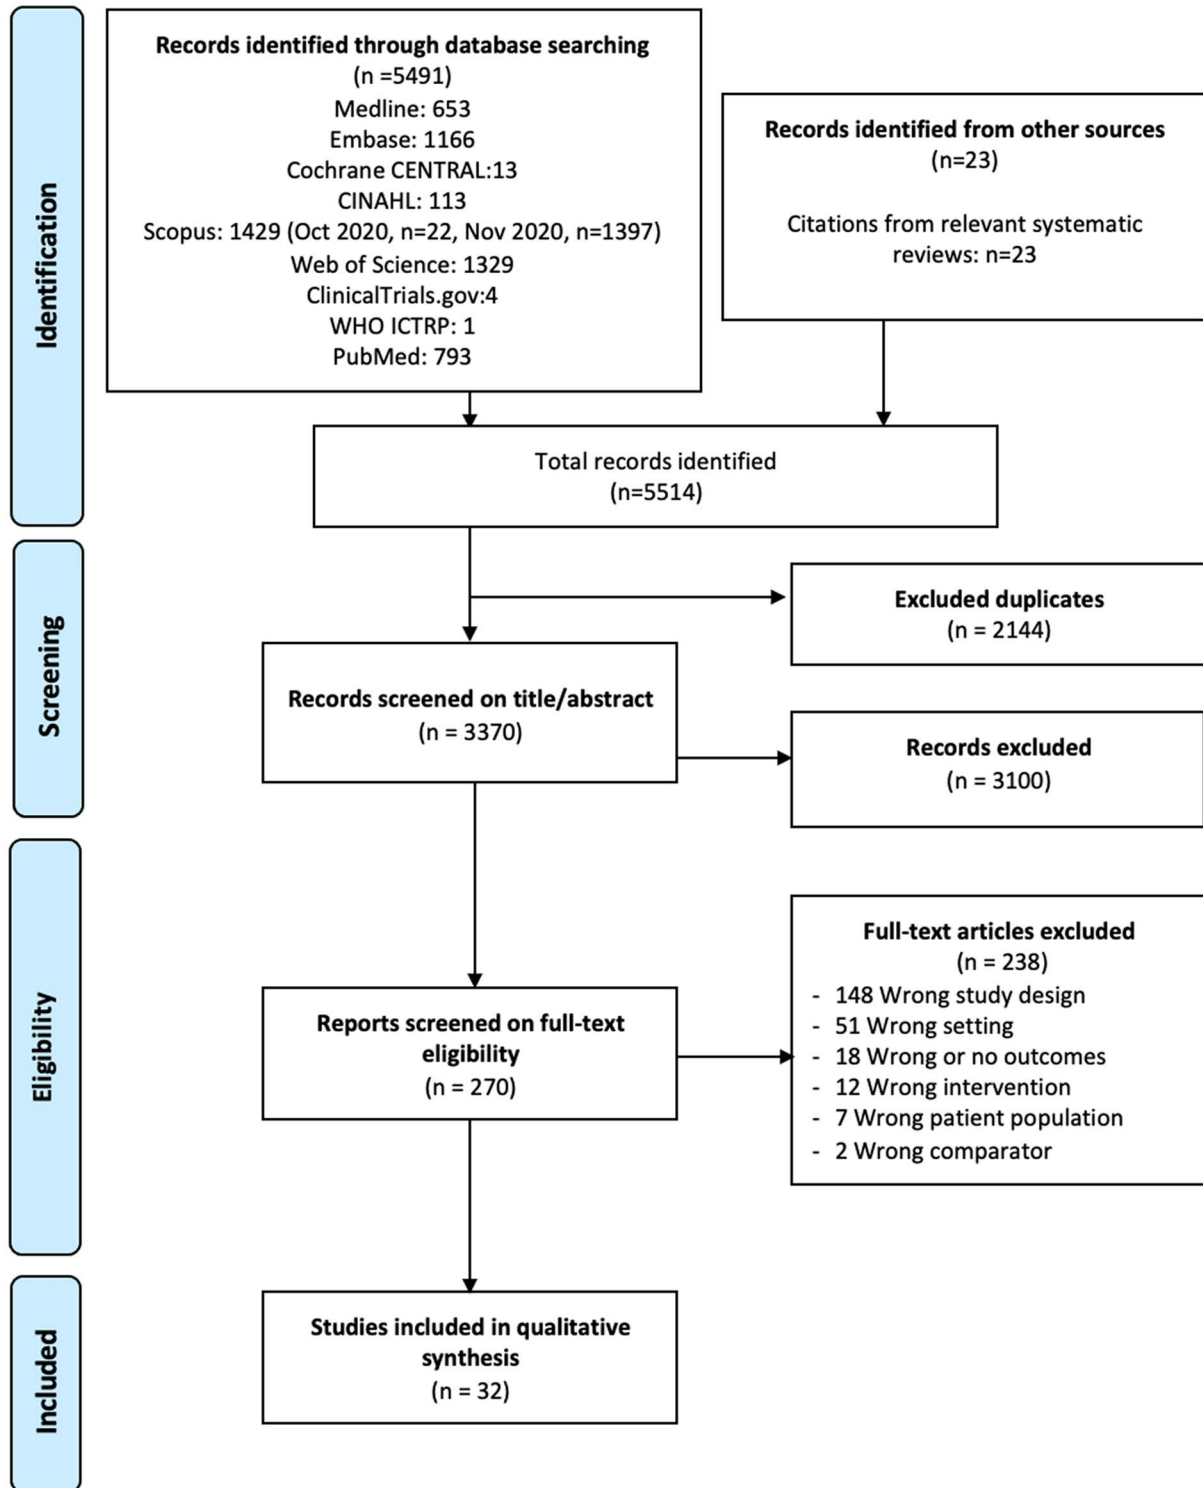 Identification
Records identified through database searching
(n =5491)
Medline: 653
Embase: 1166
Cochrane CENTRAL:13
CINAHL: 113
Scopus: 1429 (Oct 2020, n=22, Nov 2020, n=1397)
Web of Science: 1329
ClinicalTrials.gov:4
WHO ICTRP: 1
PubMed: 793
Records identified from other sources
(n=23)
Citations from relevant systematic
reviews: n=23
Total records identified
(n=5514)
Screening
Excluded duplicates
(n = 2144)
Records screened on title/abstract
(n = 3370)
Records excluded
(n = 3100)
Eligibility
Reports screened on full-text
eligibility
(n = 270)
Full-text articles excluded
(n = 238)
- 148 Wrong study design
- 51 Wrong setting
- 18 Wrong or no outcomes
- 12 Wrong intervention
- 7 Wrong patient population
- 2 Wrong comparator
Included
Studies included in qualitative
synthesis
(n = 32)